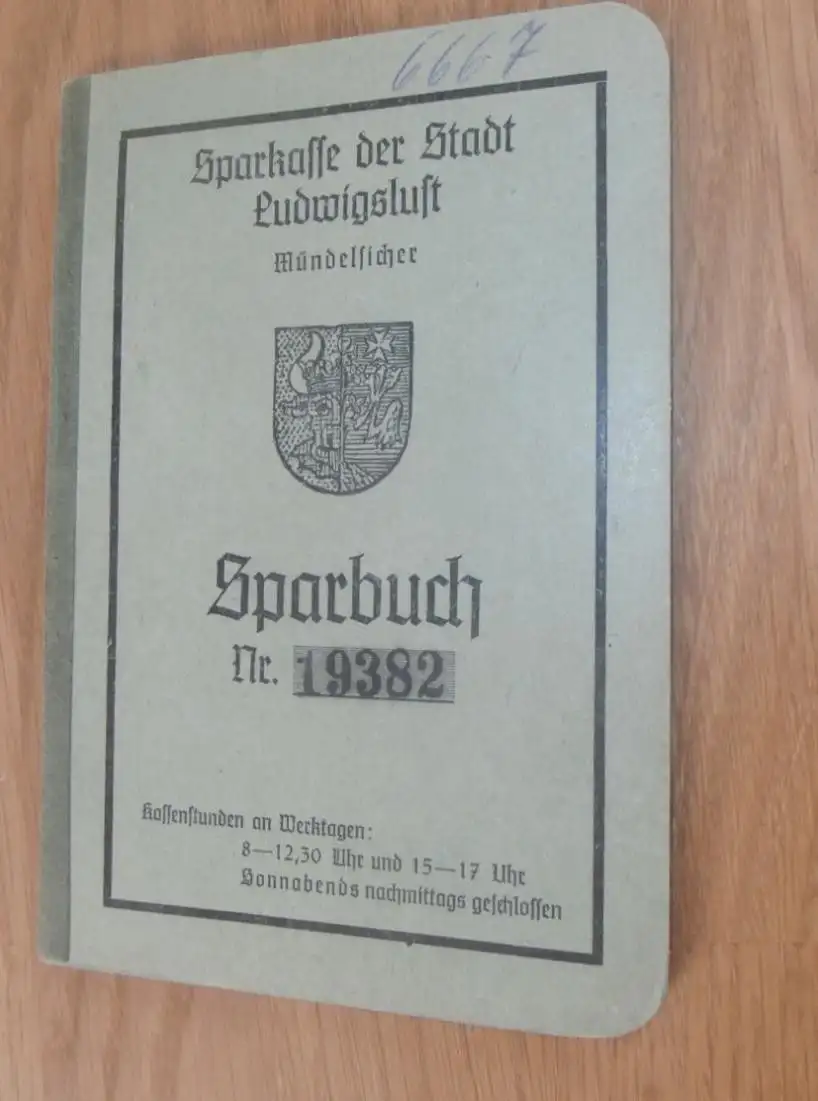 6667
Sparkasse der Stadt
Ludwigslust
Mündelsicher
Sparbuch
Nr. 19382
Kassenstunden an Werktagen:
8—12,30 Uhr und 15—17 Uhr
Sonnabends nachmittags geschlossen